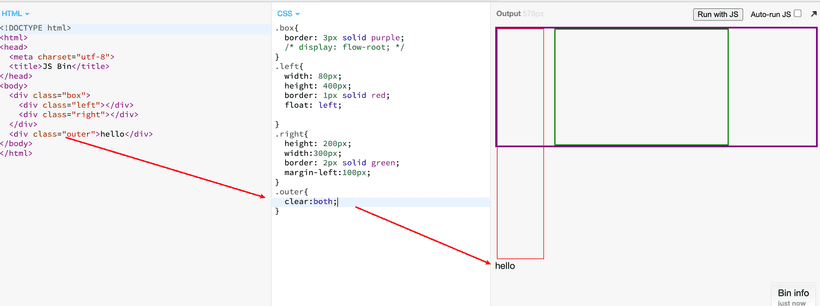 HTML
<!DOCTYPE html>
<html>
<head>
<meta charset="utf-8">
<title>JS Bin</title>
</head>
<body>
<div class="box">
<div class="left"></div>
<div class="right"></div>
</div>
<div class="outer">hello</div>
</body>
</html>
CSS
.box{
border: 3px solid purple;
/* display: flow-root; */
}
.left{
width: 80px;
height: 400px;
border: 1px solid red;
float: left;
}
.right{
height: 200px;
width:300px;
border: 2px solid green;
margin-left:100px;
}
.outer{
clear:both;
}
Output 578px
Run with JS
Auto-run JS
hello
Bin info
just now